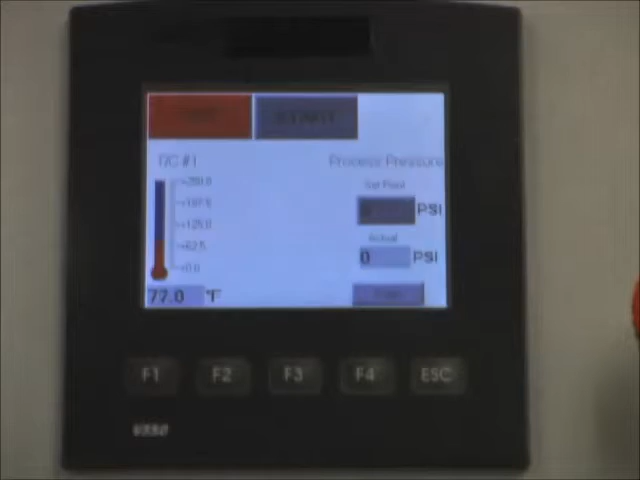 START
T/C #1
Process Pressure
Set Point
+250.0
+187.5
+125.0
+62.5
+0.0
PSI
Actual
0 PSI
77.0 °F
F1 F2 F3 F4 ESC
V350